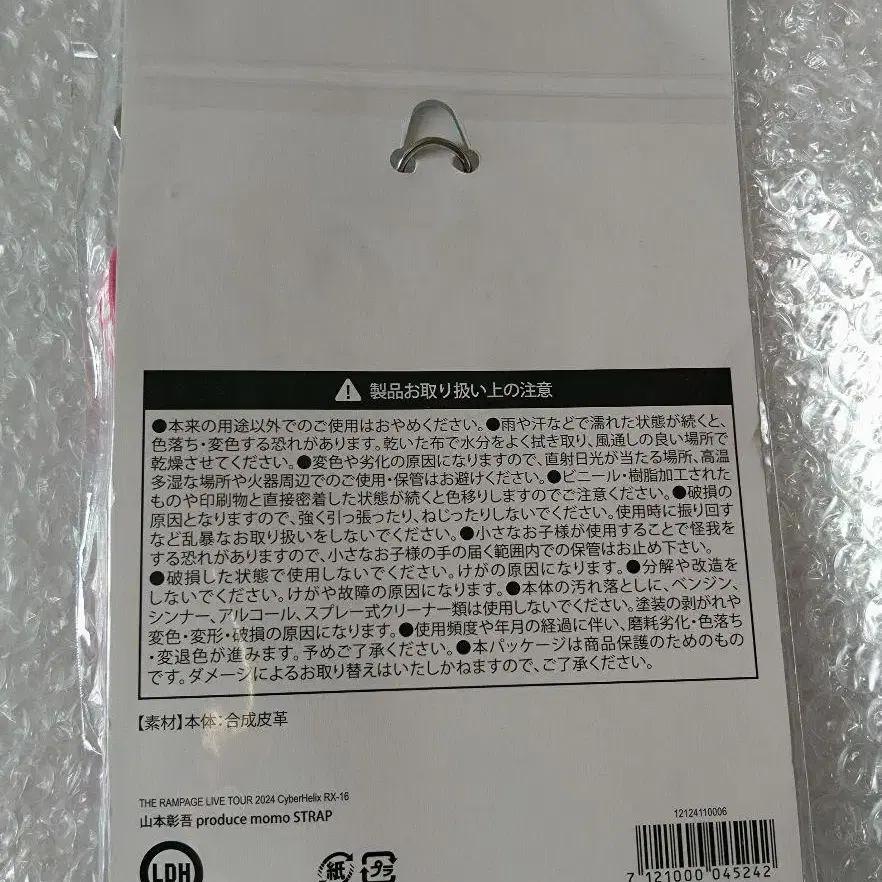 製品お取り扱い上の注意
●本来の用途以外でのご使用はおやめください。●雨や汗などで濡れた状態が続くと、
色落ち・変色する恐れがあります。乾いた布で水分をよく拭き取り、風通しの良い場所で
乾燥させてください。●変色や劣化の原因になりますので、直射日光が当たる場所、高温
多湿な場所や火器周辺でのご使用・保管はお避けください。●ビニール・樹脂加工された
ものや印刷物と直接密着した状態が続くと色移りしますのでご注意ください。●破損の
原因となりますので、強く引っ張ったり、ねじったりしないでください。使用時に振り回す
など乱暴なお取り扱いをしないでください。●小さなお子様が使用することで怪我を
する恐れがありますので、小さなお子様の手の届く範囲内での保管はお止め下さい。
●破損した状態で使用しないでください。けがの原因になります。●分解や改造を
しないでください。けがや故障の原因になります。●本体の汚れ落としに、ベンジン、
シンナー、アルコール、スプレー式クリーナー類は使用しないでください。塗装の剥がれや
変色・変形・破損の原因になります。●使用頻度や年月の経過に伴い、磨耗劣化・色落ち
・変退色が進みます。予めご了承ください。●本パッケージは商品保護のためのもの
です。ダメージによるお取り替えはいたしかねますので、ご了承ください。
【素材】本体：合成皮革
THE RAMPAGE LIVE TOUR 2024 CyberHelix RX-16
山本彰吾 produce momo STRAP
12124110006
LDH
紙
プラ
7 121000 045242